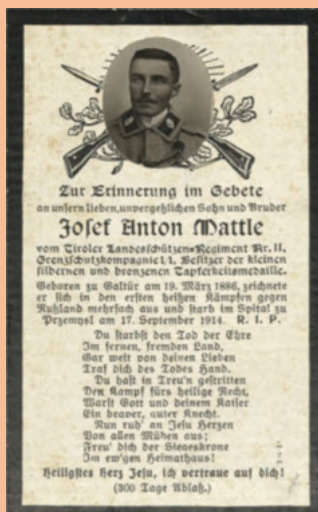 Zur Erinnerung im Gebete
an unsern lieben, unvergeßlichen Sohn und Bruder
Josef Anton Mattle
vom Tiroler Landesschützen-Regiment Nr. II,
Grenzschutzkompagnie 11. Besitzer der kleinen
silbernen und bronzenen Tapferkeitsmedaille.
Geboren zu Galtür am 19. März 1886, zeichnete
er sich in den ersten heißen Kämpfen gegen
Rußland mehrfach aus und starb im Spital zu
Przemysl am 17. September 1914. R. I. P.
Du starbst den Tod der Ehre
Im fernen, fremden Land,
Gar weit von deinen Lieben
Traf dich des Todes Hand.
Du hast in Treu'n gestritten
Den Kampf fürs heilige Recht,
Warst Gott und deinem Kaiser
Ein braver, guter Knecht.
Nun ruh' an Jesu Herzen
Von allen Mühen aus;
Freu' dich der Siegeskrone
Im ew'gen Heimathaus!
Heiligstes Herz Jesu, ich vertraue auf dich!
(300 Tage Ablaß.)